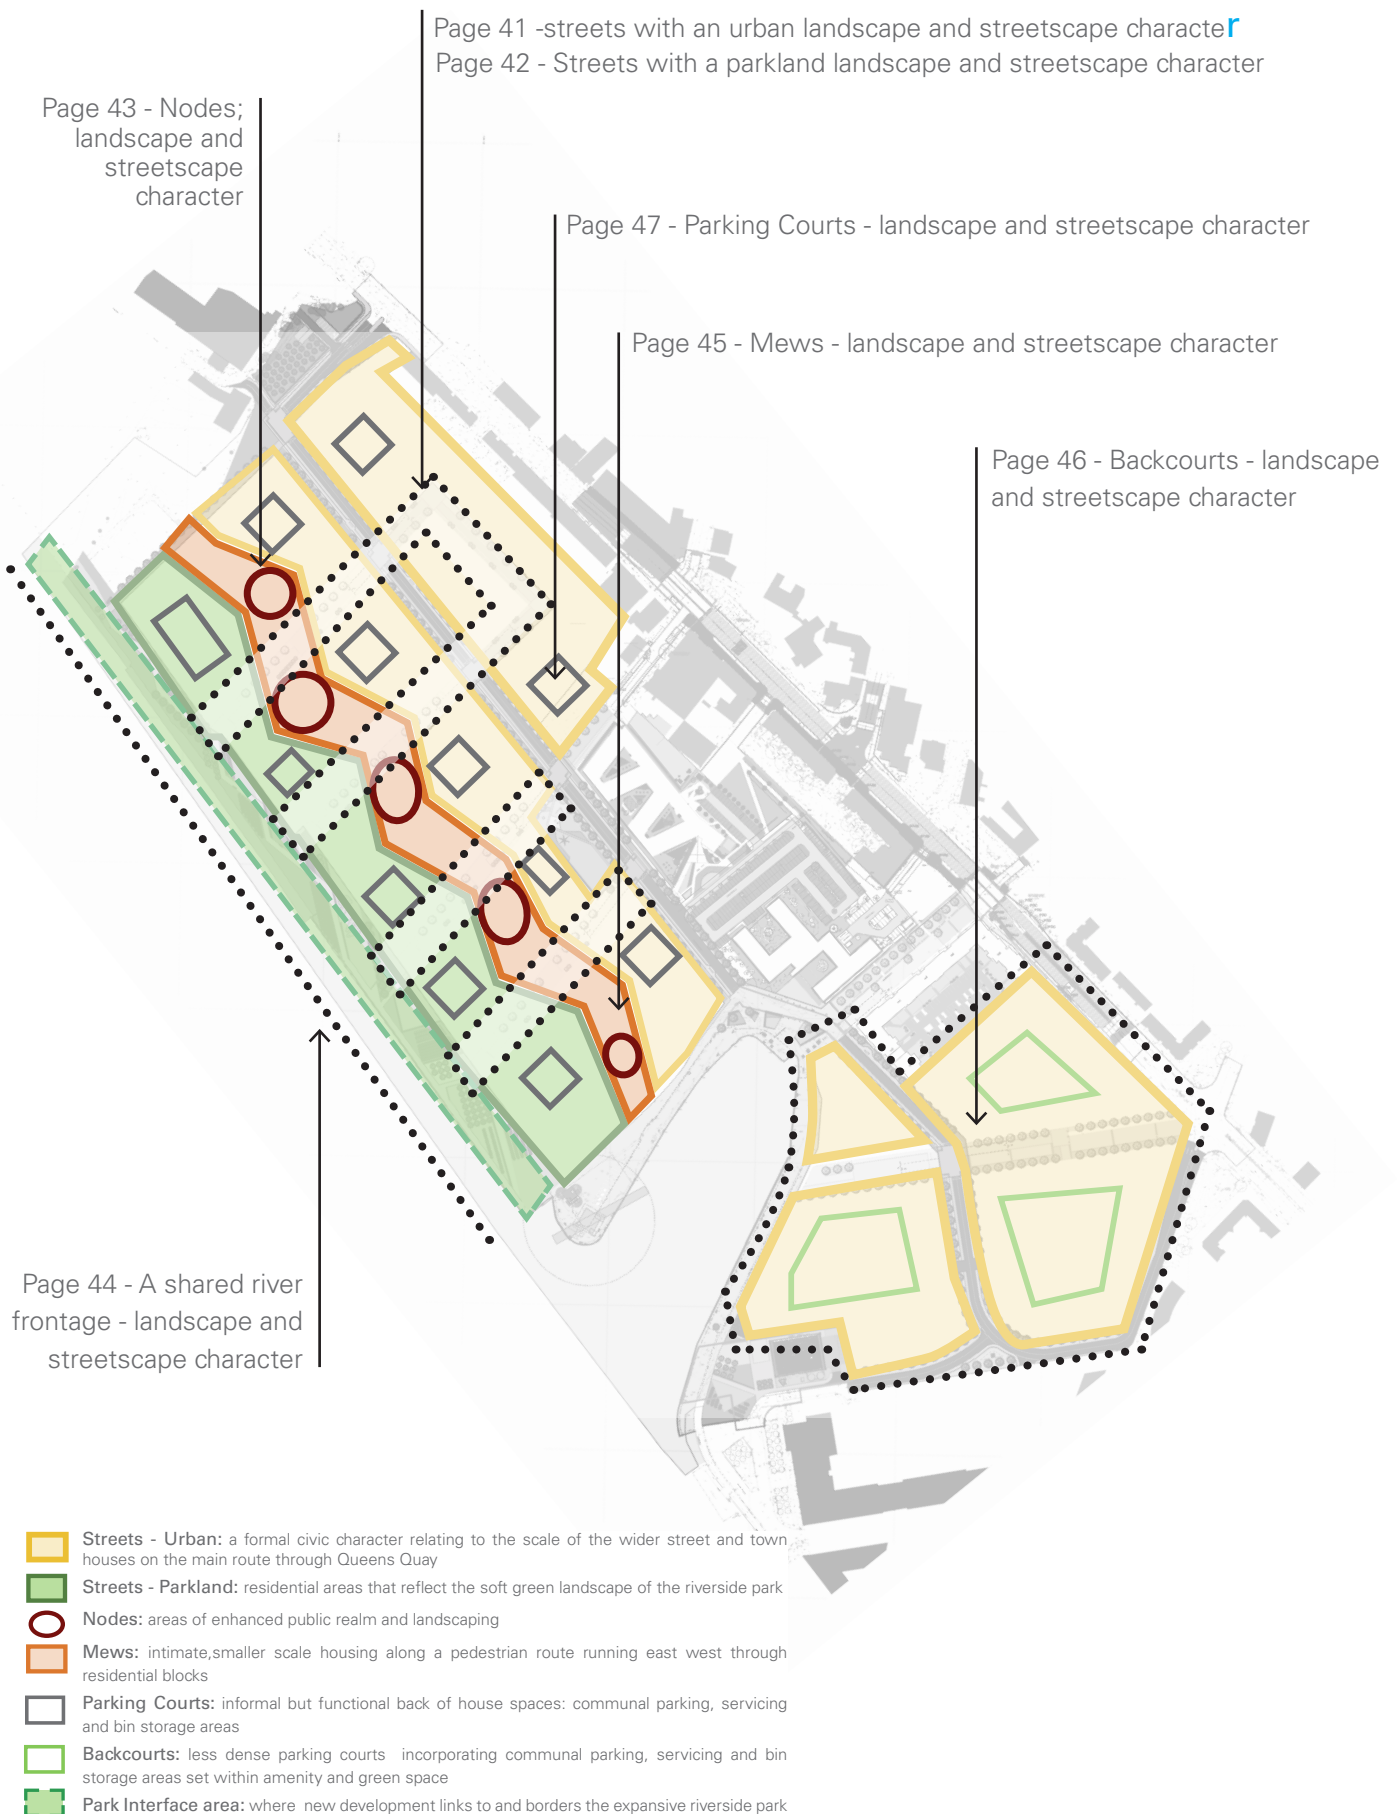 Page 41 -streets with an urban landscape and streetscape character
Page 42 - Streets with a parkland landscape and streetscape character
Page 43 - Nodes;
landscape and
streetscape
character
Page 47 - Parking Courts - landscape and streetscape character
Page 45 - Mews - landscape and streetscape character
Page 46 - Backcourts - landscape
and streetscape character
Page 44 - A shared river
frontage - landscape and
streetscape character
Streets - Urban: a formal civic character relating to the scale of the wider street and town
houses on the main route through Queens Quay
Streets - Parkland: residential areas that reflect the soft green landscape of the riverside park
Nodes: areas of enhanced public realm and landscaping
Mews: intimate,smaller scale housing along a pedestrian route running east west through
residential blocks
Parking Courts: informal but functional back of house spaces: communal parking, servicing
and bin storage areas
Backcourts: less dense parking courts incorporating communal parking, servicing and bin
storage areas set within amenity and green space
Park Interface area: where new development links to and borders the expansive riverside park